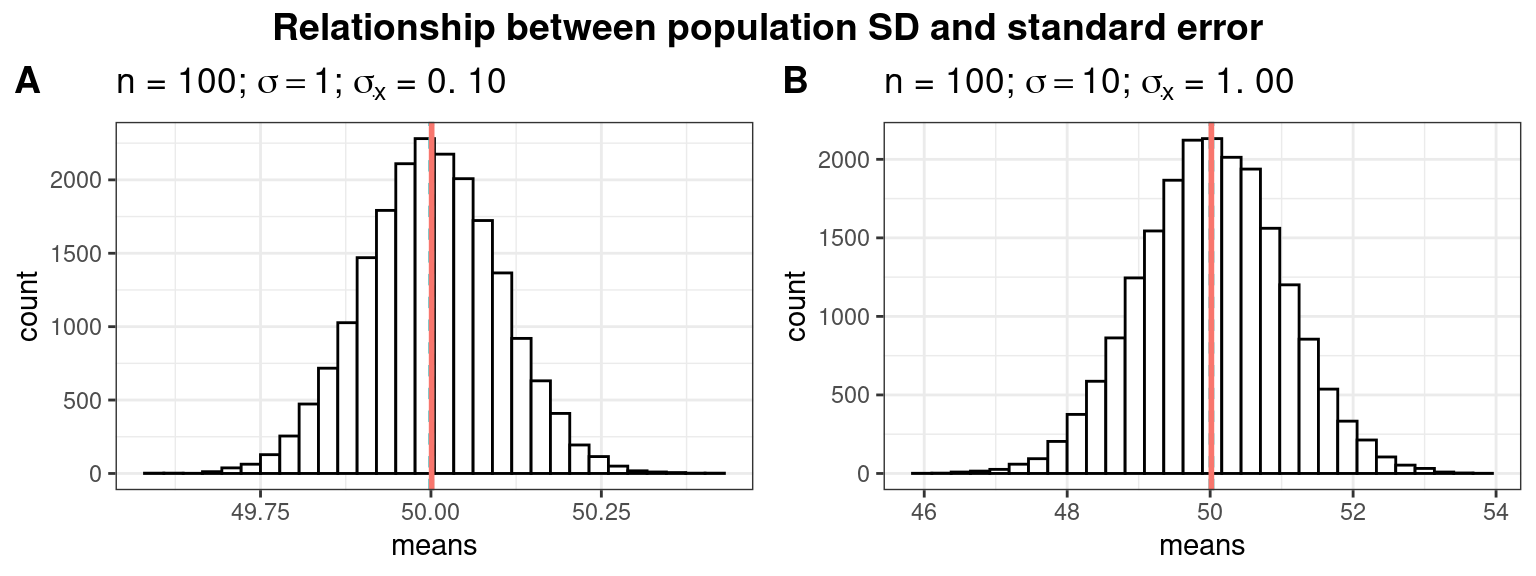 Relationship between population SD and standard error
A
n = 100; σ = 1; σx̄ = 0. 10
count
2000
1500
1000
500
0
49.75 50.00 50.25
means
B
n = 100; σ = 10; σx̄ = 1. 00
count
2000
1500
1000
500
0
46 48 50 52 54
means